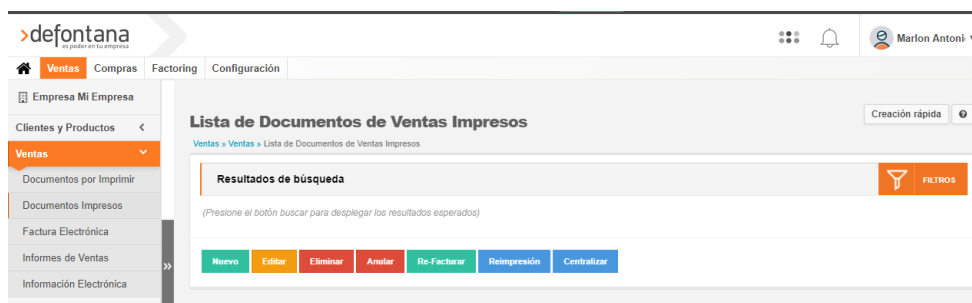 >defontana
es poder en tu empresa
Marlon Antoni
Ventas Compras Factoring Configuración
Empresa Mi Empresa
Creación rápida
Clientes y Productos
Lista de Documentos de Ventas Impresos
Ventas » Ventas » Lista de Documentos de Ventas Impresos
Ventas
Documentos por Imprimir
Resultados de búsqueda
FILTROS
Documentos Impresos
(Presione el botón buscar para desplegar los resultados esperados)
Factura Electrónica
Informes de Ventas
Nuevo Editar Eliminar Anular Re-Facturar Reimpresión Centralizar
Información Electrónica